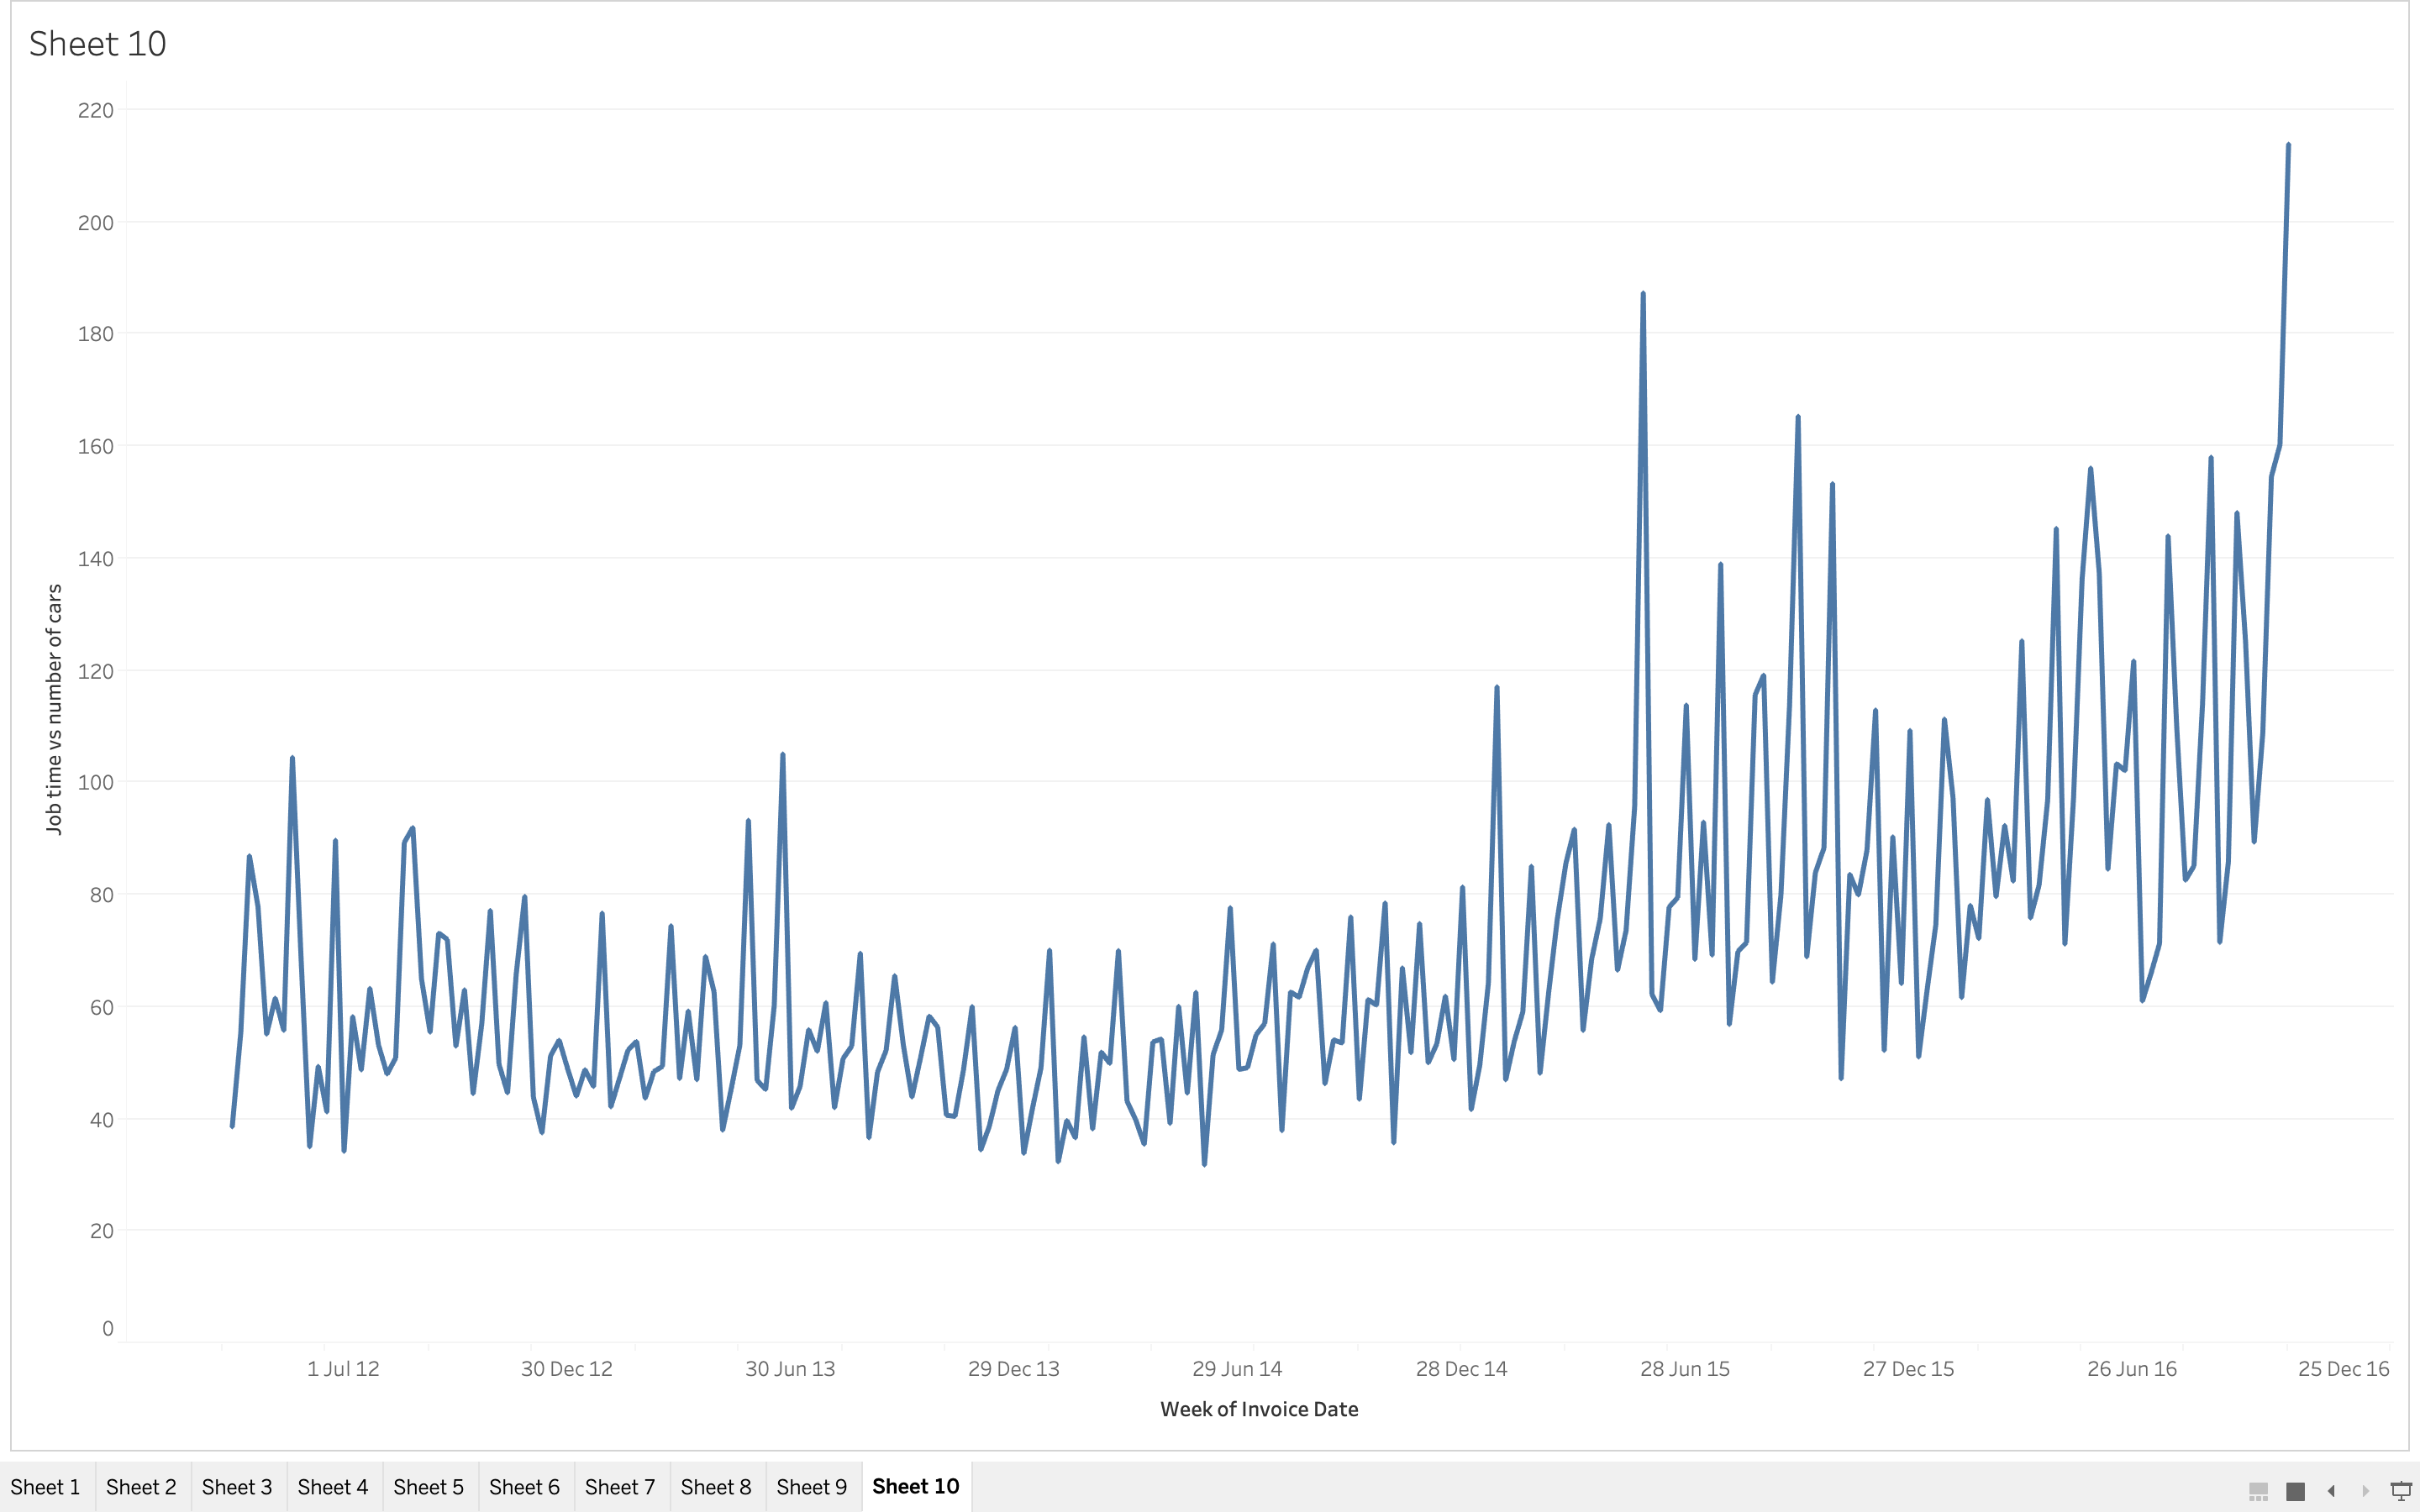 Sheet 10
220
200
180
160
140
120
100
80
60
40
20
0
Job time vs number of cars
1 Jul 12 30 Dec 12 30 Jun 13 29 Dec 13 29 Jun 14 28 Dec 14 28 Jun 15 27 Dec 15 26 Jun 16 25 Dec 16
Week of Invoice Date
Sheet 1 Sheet 2 Sheet 3 Sheet 4 Sheet 5 Sheet 6 Sheet 7 Sheet 8 Sheet 9 Sheet 10